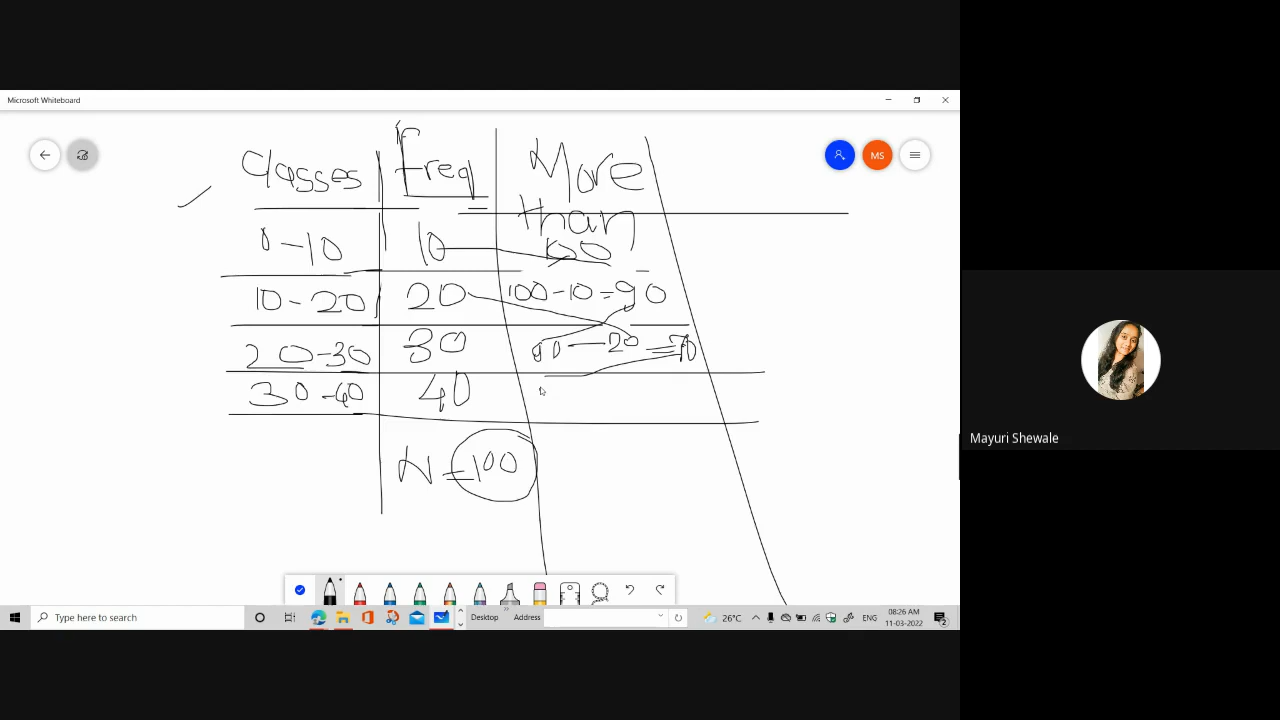 Microsoft Whiteboard
MS
Classes freq More than
0-10 10 100
10-20 20 100-10=90
20-30 30 90-20=70
30-40 40
N=100
Mayuri Shewale
Type here to search
Desktop
Address
26°C
ENG
08:26 AM
11-03-2022
2